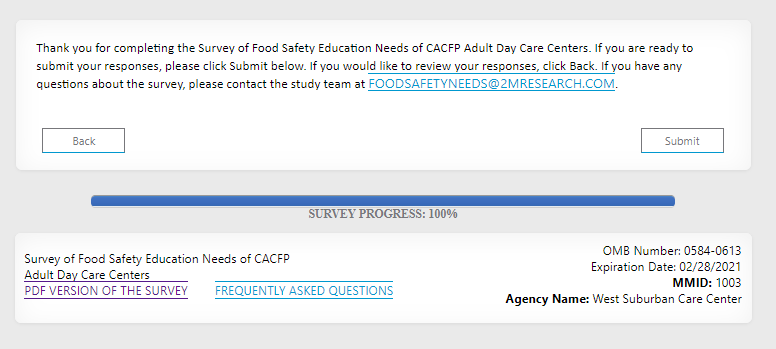 Thank you for completing the Survey of Food Safety Education Needs of CACFP Adult Day Care Centers. If you are ready to
submit your responses, please click Submit below. If you would like to review your responses, click Back. If you have any
questions about the survey, please contact the study team at FOODSAFETYNEEDS@2MRESEARCH.COM.
Back
Submit
SURVEY PROGRESS: 100%
Survey of Food Safety Education Needs of CACFP
Adult Day Care Centers
PDF VERSION OF THE SURVEY
FREQUENTLY ASKED QUESTIONS
OMB Number: 0584-0613
Expiration Date: 02/28/2021
MMID: 1003
Agency Name: West Suburban Care Center